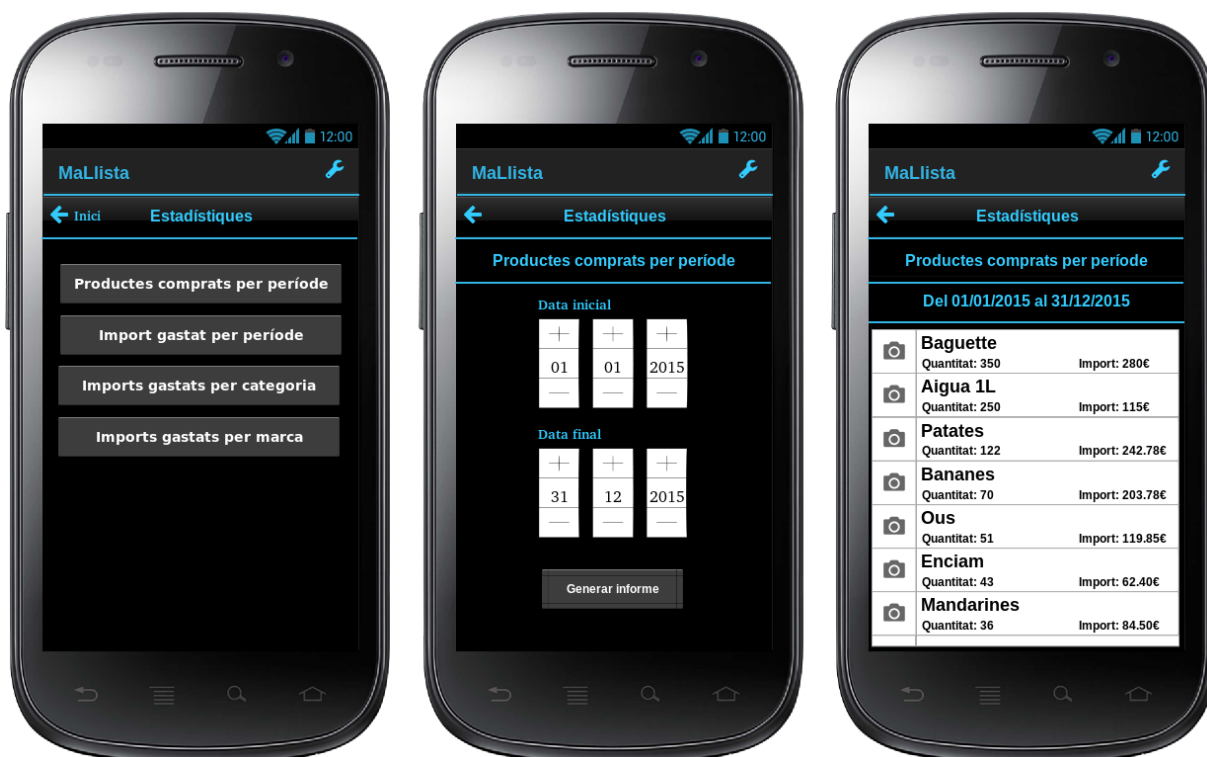 12:00
MaLlista
Inici Estadístiques
Productes comprats per període
Import gastat per període
Imports gastats per categoria
Imports gastats per marca
12:00
MaLlista
Estadístiques
Productes comprats per període
Data inicial
01 01 2015
Data final
31 12 2015
Generar informe
12:00
MaLlista
Estadístiques
Productes comprats per període
Del 01/01/2015 al 31/12/2015
Baguette
Quantitat: 350 Import: 280€
Aigua 1L
Quantitat: 250 Import: 115€
Patates
Quantitat: 122 Import: 242.78€
Bananes
Quantitat: 70 Import: 203.78€
Ous
Quantitat: 51 Import: 119.85€
Enciam
Quantitat: 43 Import: 62.40€
Mandarines
Quantitat: 36 Import: 84.50€